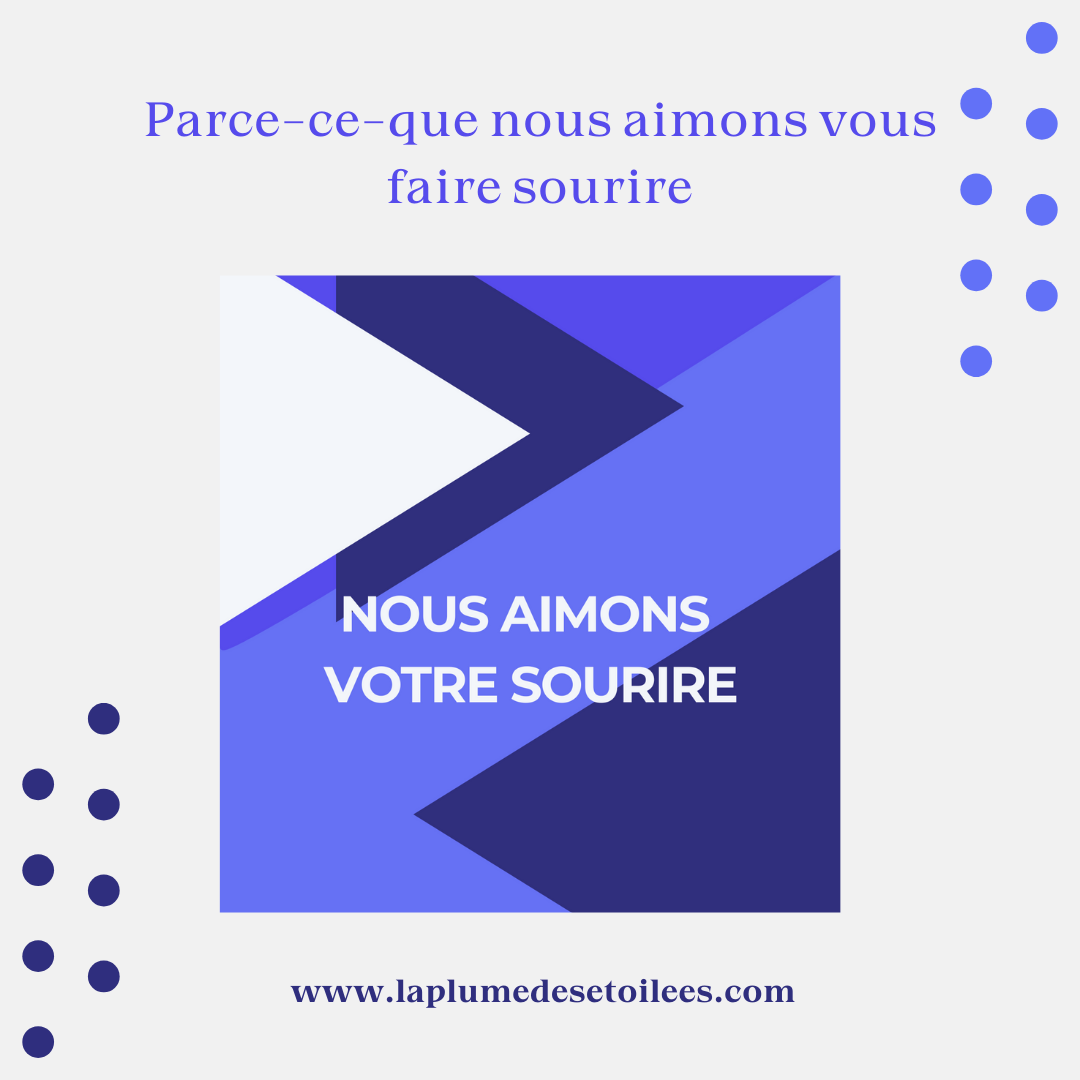 Parce-ce-que nous aimons vous
faire sourire
NOUS AIMONS
VOTRE SOURIRE
www.laplumedesetoilees.com